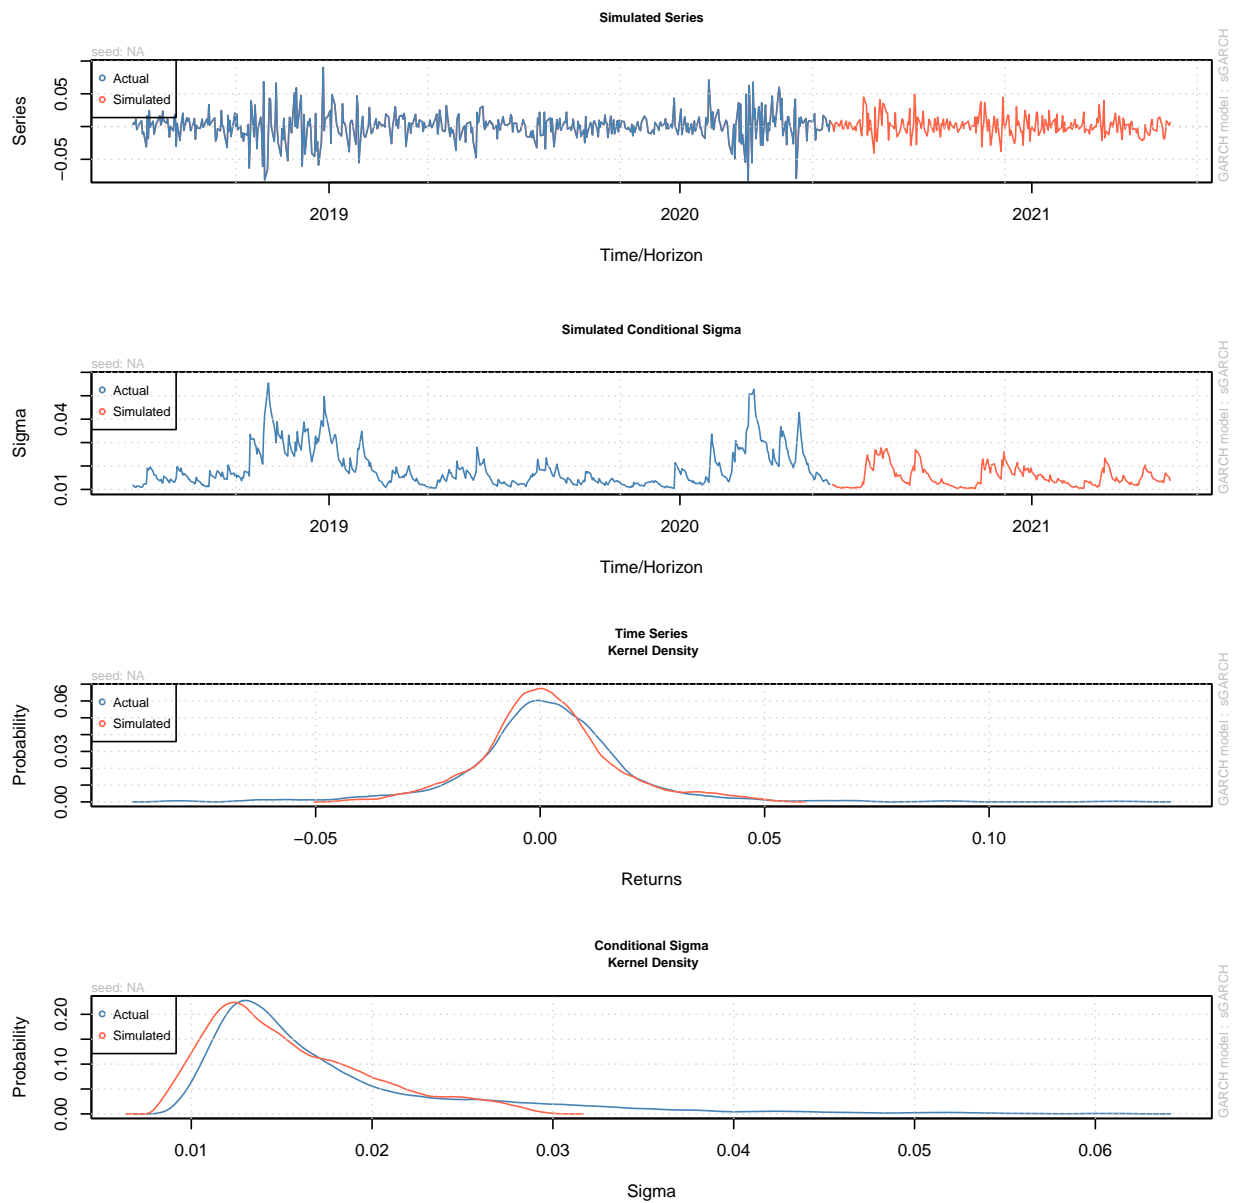 Simulated Series
seed: NA
Actual
Simulated
0.05
−0.05
Series
2019
2020
2021
Time/Horizon
GARCH model : sGARCH
Simulated Conditional Sigma
seed: NA
Actual
Simulated
0.04
0.01
Sigma
2019
2020
2021
Time/Horizon
GARCH model : sGARCH
Time Series
Kernel Density
seed: NA
Actual
Simulated
0.06
0.03
0.00
Probability
−0.05
0.00
0.05
0.10
Returns
GARCH model : sGARCH
Conditional Sigma
Kernel Density
seed: NA
Actual
Simulated
0.20
0.10
0.00
Probability
0.01
0.02
0.03
0.04
0.05
0.06
Sigma
GARCH model : sGARCH